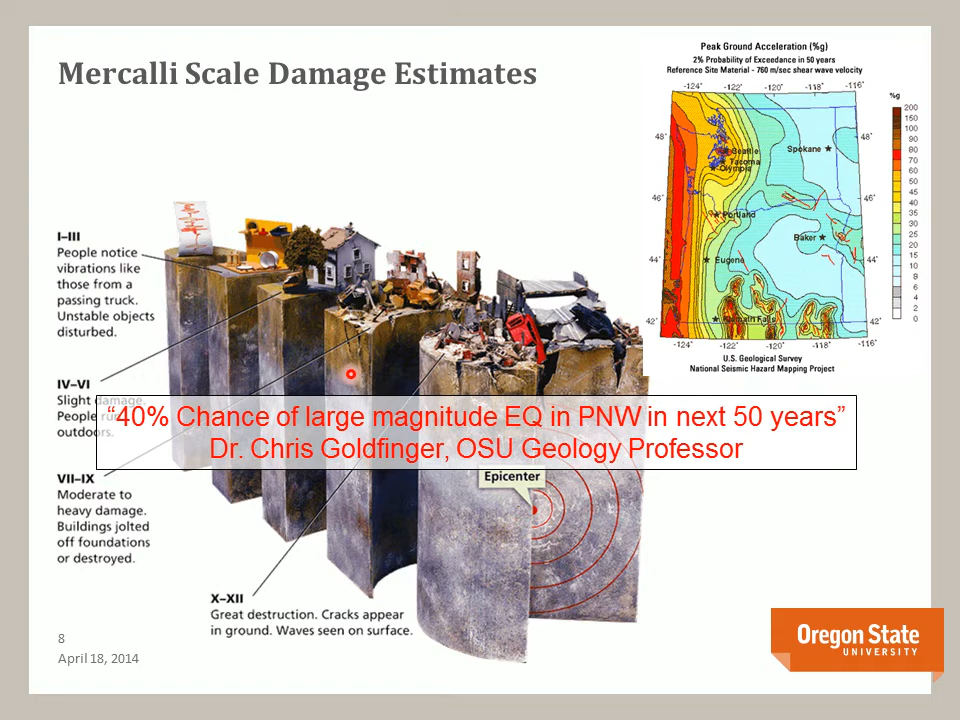 Mercalli Scale Damage Estimates
Peak Ground Acceleration (%g)
2% Probability of Exceedance in 50 years
Reference Site Material - 760 m/sec shear wave velocity
-124° -122° -120° -118° -116°
%g
200
150
100
90
80
70
60
50
45
40
35
30
25
20
15
10
9
8
6
4
2
0
48° 48°
Seattle
Spokane
Tacoma
Olympia
46° 46°
Portland
Baker
44° 44°
Eugene
42° 42°
Klamath Falls
-124° -122° -120° -118° -116°
U.S. Geological Survey
National Seismic Hazard Mapping Project
I–III
People notice
vibrations like
those from a
passing truck.
Unstable objects
disturbed.
IV–VI
Slight damage.
People run
outdoors.
“40% Chance of large magnitude EQ in PNW in next 50 years”
Dr. Chris Goldfinger, OSU Geology Professor
VII–IX
Moderate to
heavy damage.
Buildings jolted
off foundations
or destroyed.
Epicenter
X–XII
Great destruction. Cracks appear
in ground. Waves seen on surface.
8
April 18, 2014
Oregon State
UNIVERSITY